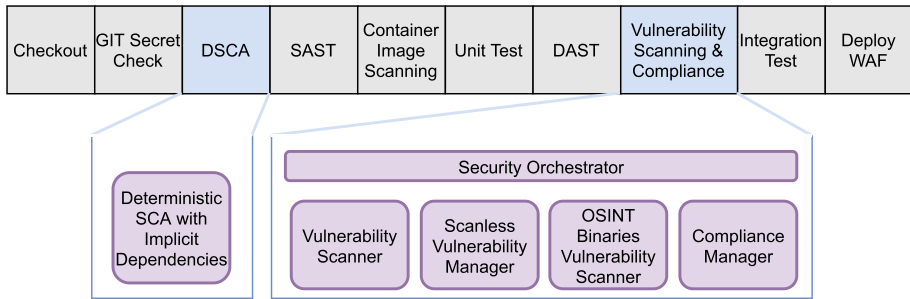 Checkout
GIT Secret
Check
DSCA
SAST
Container
Image
Scanning
Unit Test
DAST
Vulnerability
Scanning &
Compliance
Integration
Test
Deploy
WAF
Deterministic
SCA with
Implicit
Dependencies
Security Orchestrator
Vulnerability
Scanner
Scanless
Vulnerability
Manager
OSINT
Binaries
Vulnerability
Scanner
Compliance
Manager